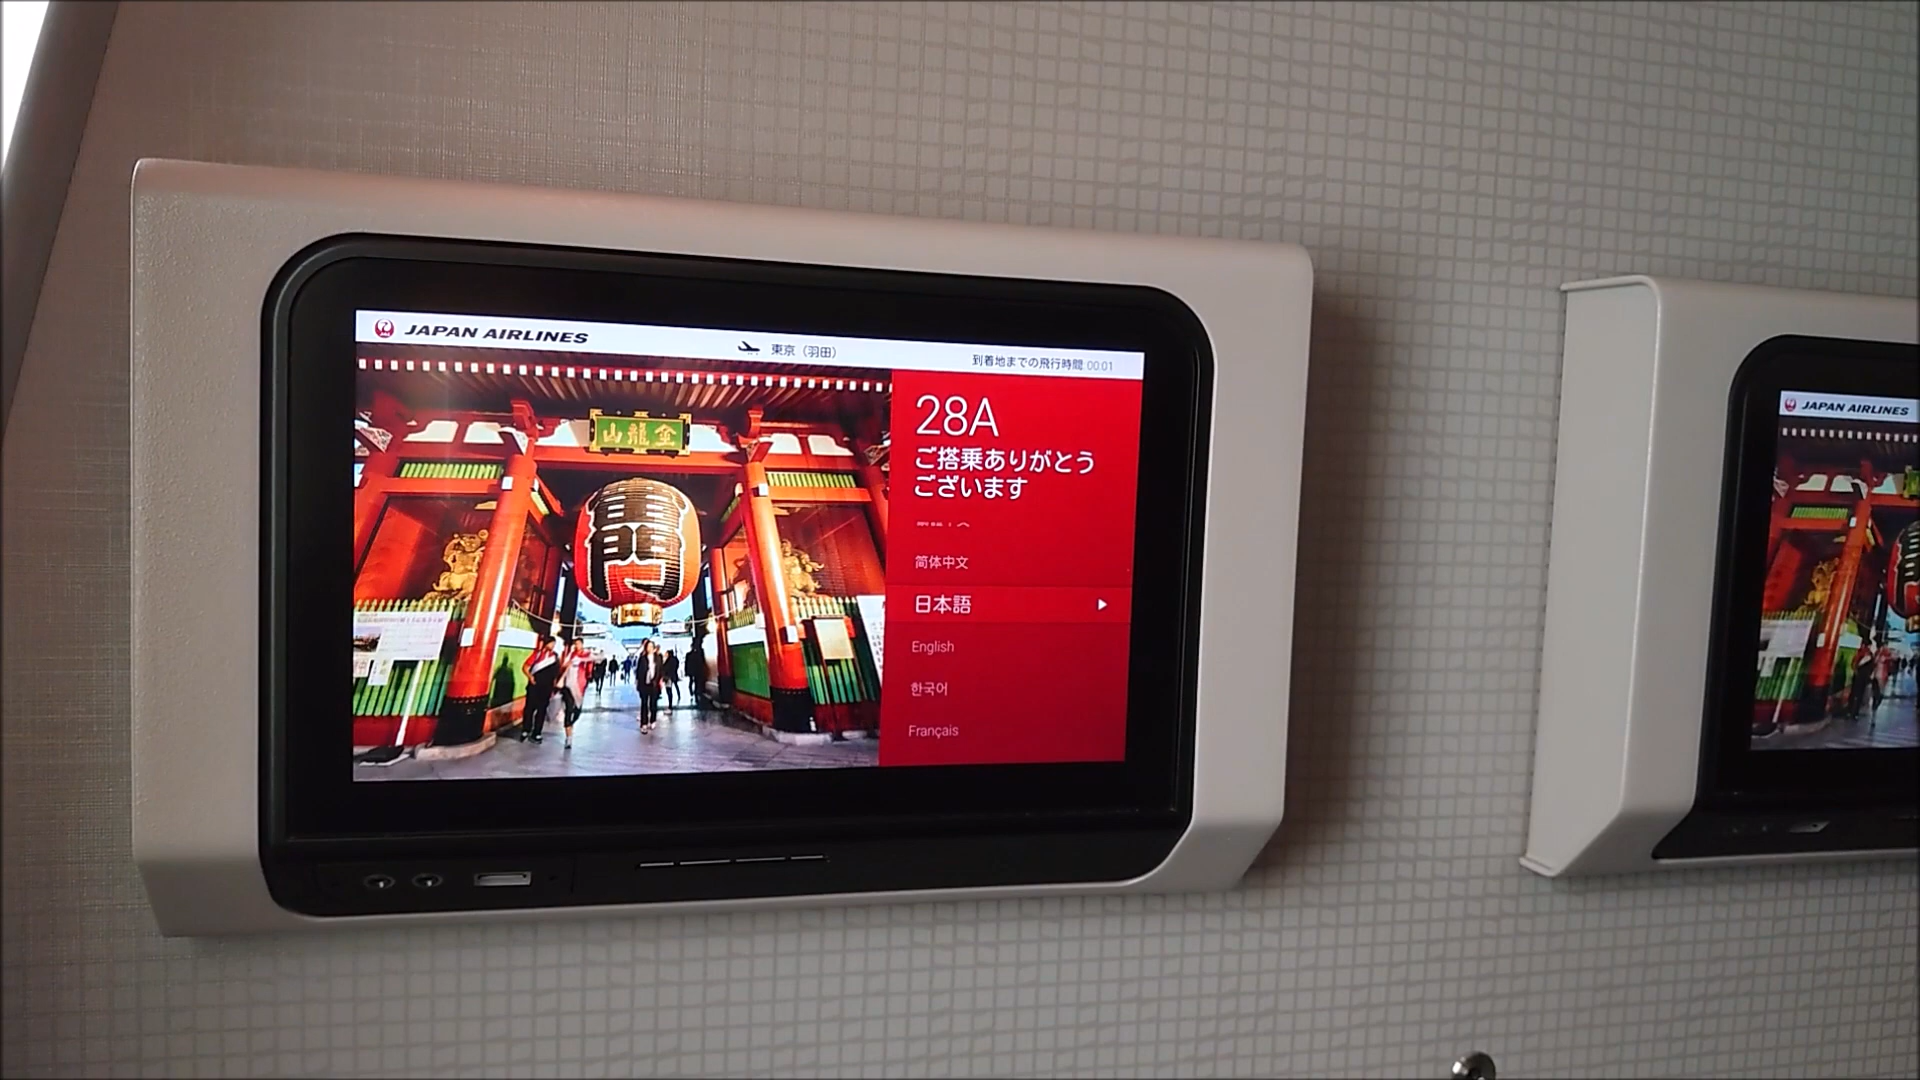 JAPAN AIRLINES
東京（羽田）
到着地までの飛行時間 00:01
金龍山
雷門
28A
ご搭乗ありがとう
ございます
简体中文
日本語
English
한국어
Français
JAPAN AIRLINES